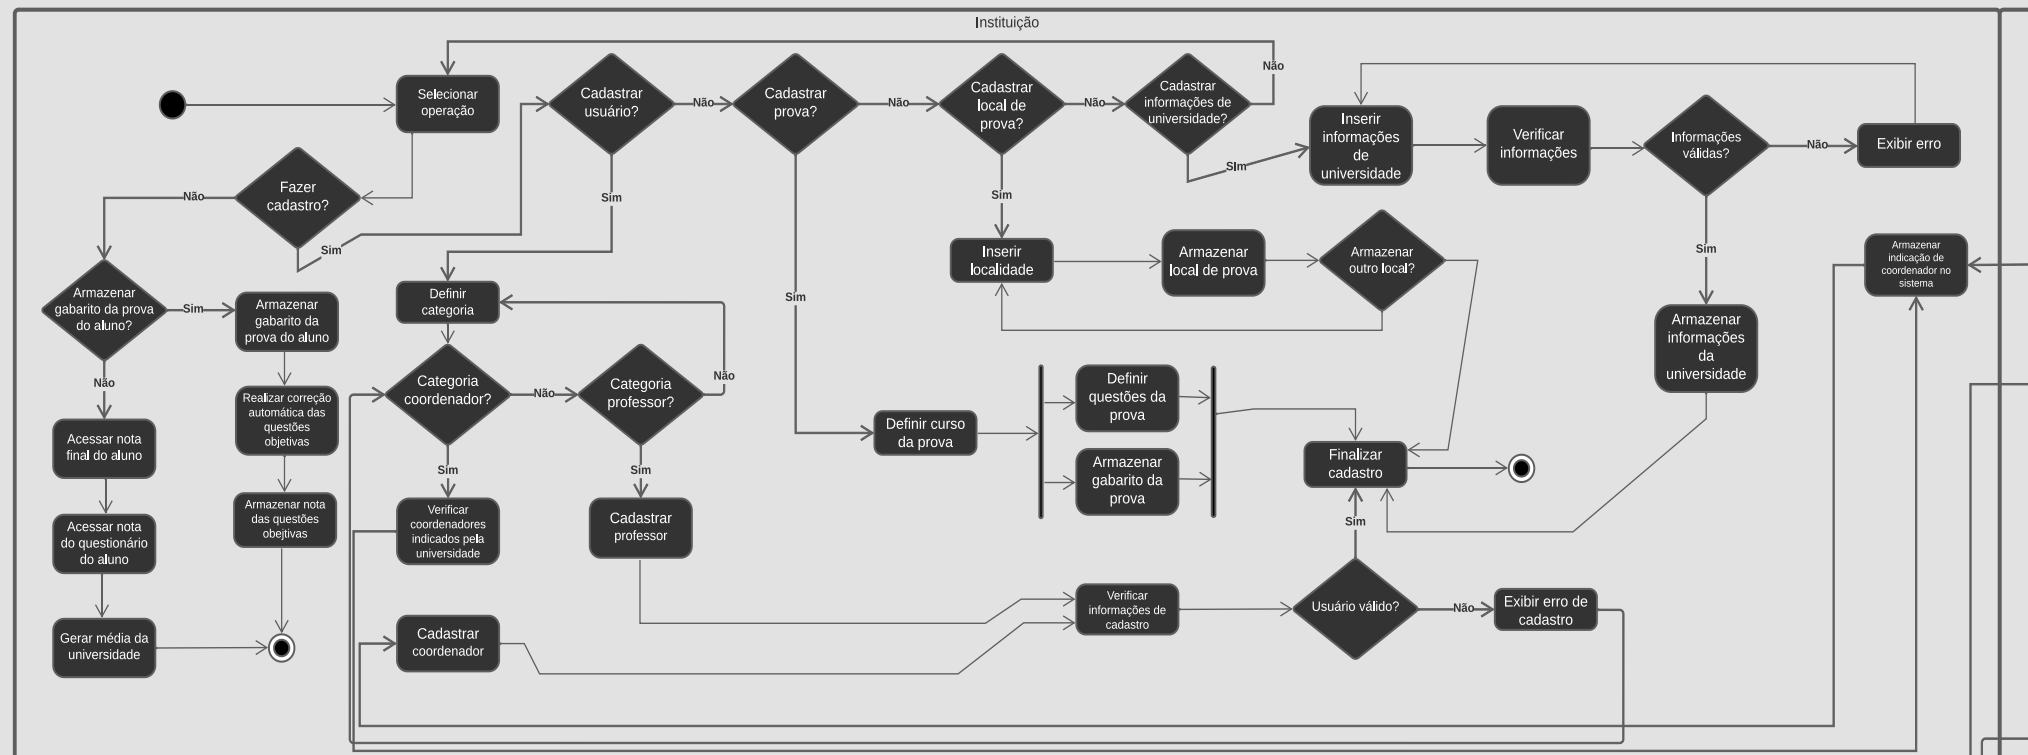 Instituição
Selecionar
operação
Fazer
cadastro?
Não
Sim
Armazenar
gabarito da prova
do aluno?
Sim
Não
Armazenar
gabarito da
prova do aluno
Realizar correção
automática das
questões
objetivas
Armazenar nota
das questões
obejtivas
Acessar nota
final do aluno
Acessar nota
do questionário
do aluno
Gerar média da
universidade
Cadastrar
usuário?
Não
Sim
Cadastrar
prova?
Não
Sim
Cadastrar
local de
prova?
Não
Sim
Cadastrar
informações de
universidade?
Não
SIm
Inserir
informações
de
universidade
Verificar
informações
Informações
válidas?
Não
Exibir erro
Sim
Armazenar
informações
da
universidade
Armazenar
indicação de
coordenador no
sistema
Inserir
localidade
Armazenar
local de prova
Armazenar
outro local?
Definir
categoria
Categoria
coordenador?
Não
Categoria
professor?
Não
Sim
Sim
Verificar
coordenadores
indicados pela
universidade
Cadastrar
professor
Cadastrar
coordenador
Definir curso
da prova
Definir
questões da
prova
Armazenar
gabarito da
prova
Finalizar
cadastro
Sim
Verificar
informações de
cadastro
Usuário válido?
Não
Exibir erro de
cadastro